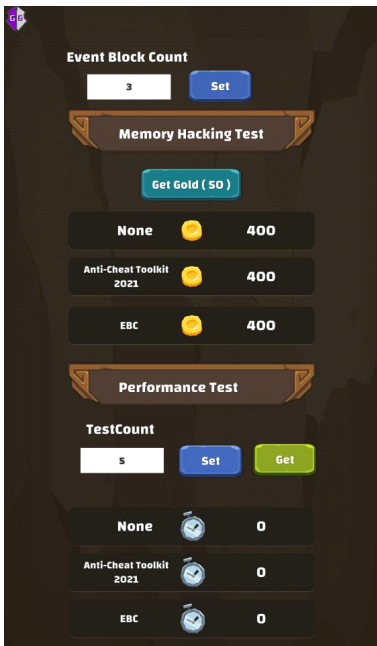 GG
Event Block Count
3 Set
Memory Hacking Test
Get Gold ( 50 )
None 400
Anti-Cheat Toolkit
2021 400
EBC 400
Performance Test
TestCount
5 Set Get
None 0
Anti-Cheat Toolkit
2021 0
EBC 0